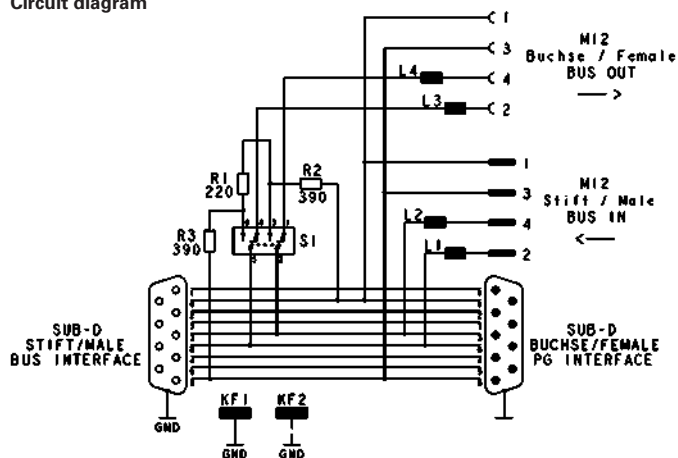 Circuit diagram
1
3
M12
Buchse / Female
BUS OUT
L4
4
L3
2
1
R1
220
R2
390
3
M12
Stift / Male
BUS IN
L2
4
R3
390
S1
L1
2
SUB-D
STIFT/MALE
BUS INTERFACE
SUB-D
BUCHSE/FEMALE
PG INTERFACE
KF1
KF2
GND
GND
GND